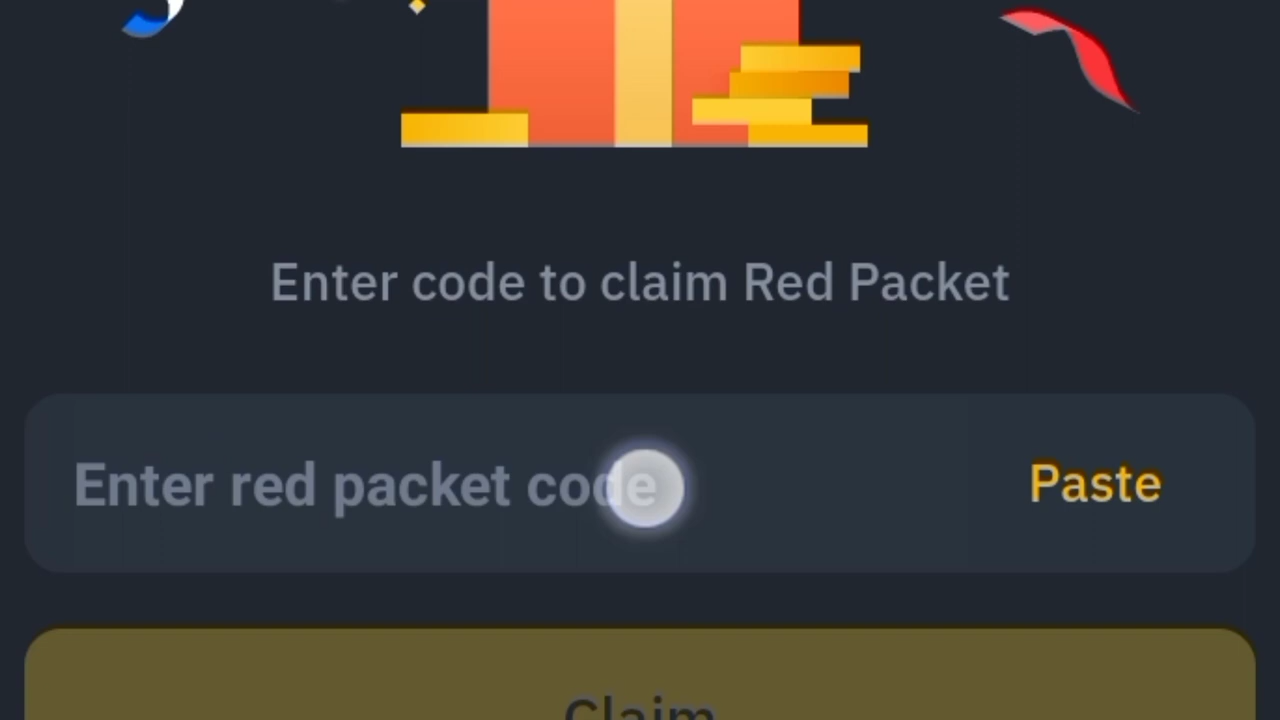 Enter code to claim Red Packet
Enter red packet code
Paste
Claim